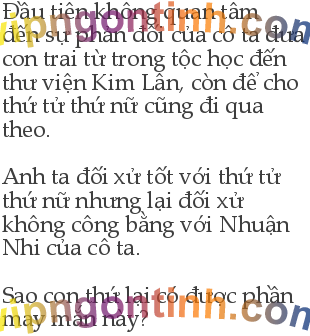 Đầu tiên không quan tâm
đến sự phản đối của cô ta đưa
con trai từ trong tộc học đến
thư viện Kim Lân, còn để cho
thứ tử thứ nữ cũng đi qua
theo.
Anh ta đối xử tốt với thứ tử
thứ nữ nhưng lại đối xử
không công bằng với Nhuận
Nhi của cô ta.
Sao con thứ lại có được phần
may mắn này?
vipngontinh.com
vipngontinh.com